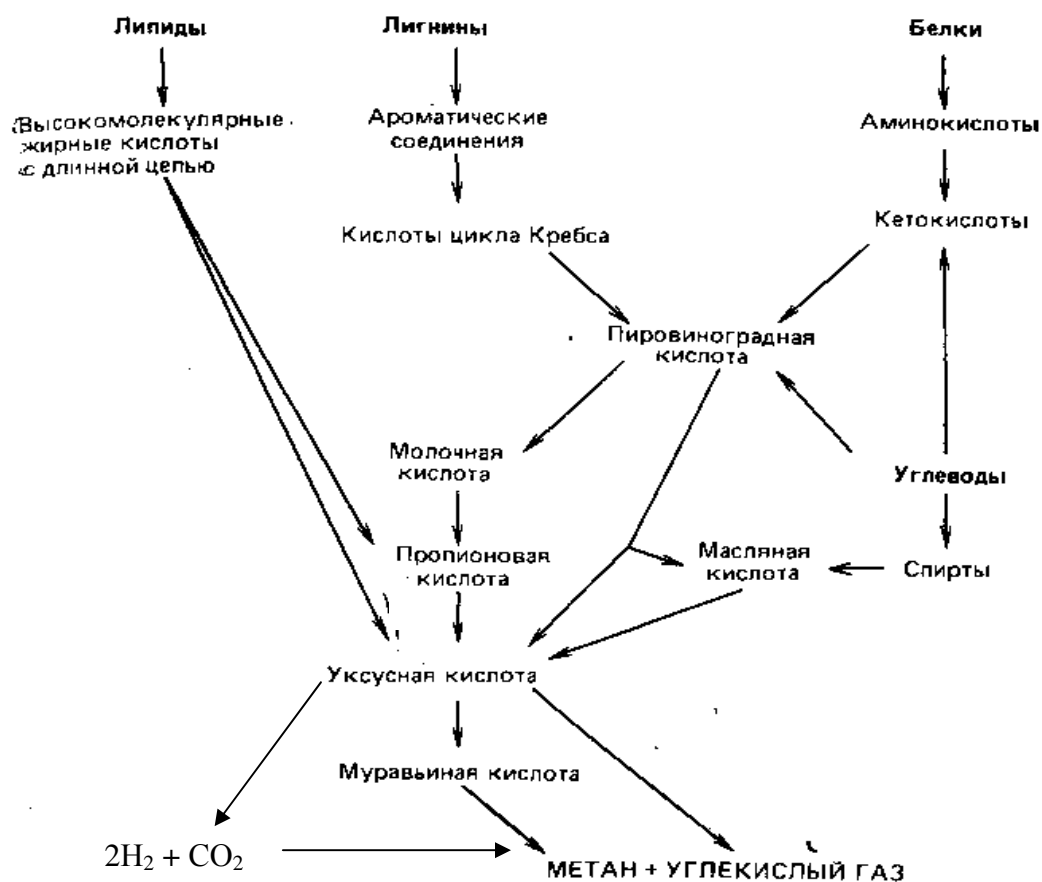 Липиды
Лигнины
Белки
Высокомолекулярные
жирные кислоты
с длинной цепью
Ароматические
соединения
Аминокислоты
Кислоты цикла Кребса
Кетокислоты
Пировиноградная
кислота
Молочная
кислота
Углеводы
Пропионовая
кислота
Масляная
кислота
Спирты
Уксусная кислота
Муравьиная кислота
2H₂ + CO₂
МЕТАН + УГЛЕКИСЛЫЙ ГАЗ